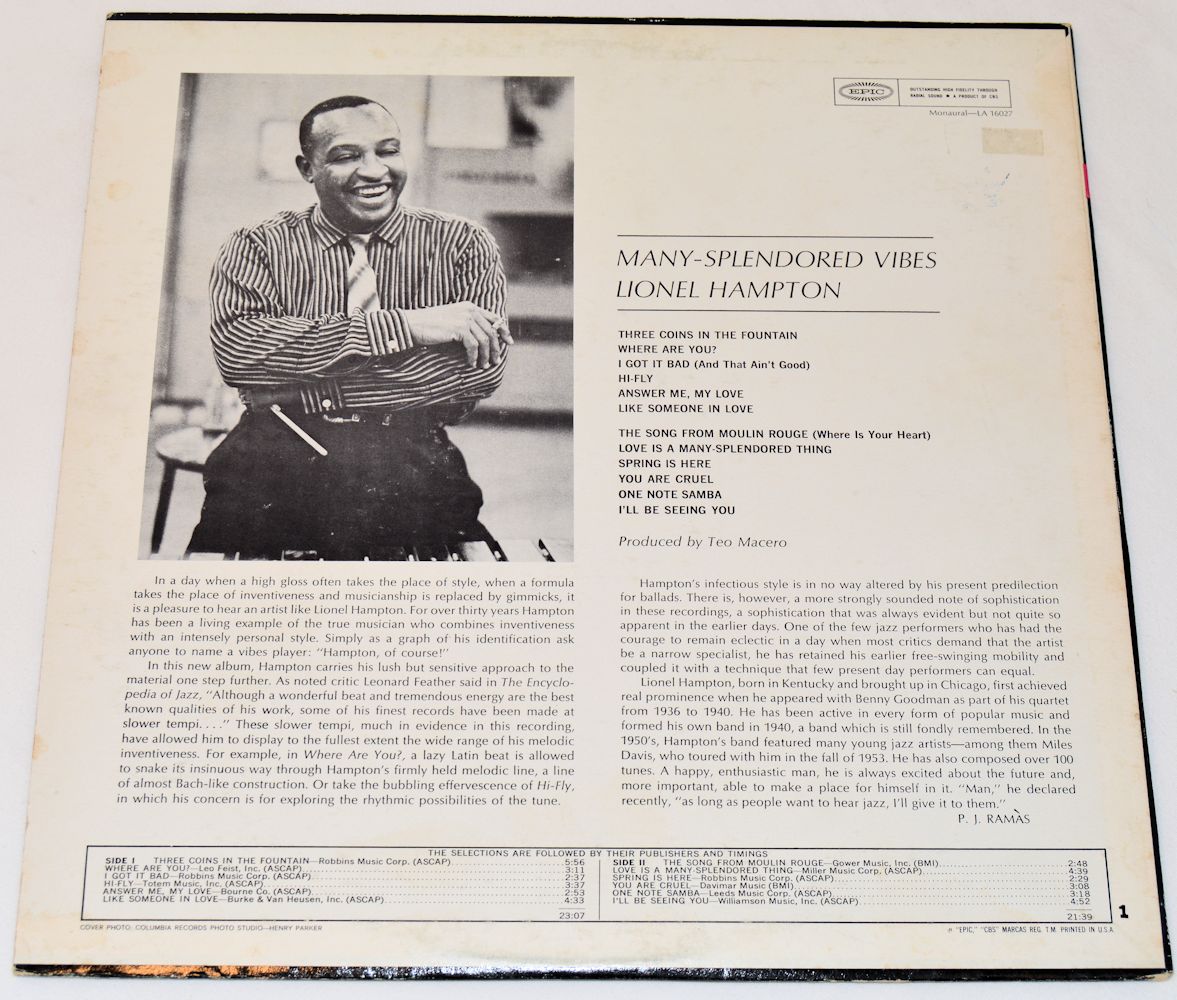 EPIC
OUTSTANDING HIGH FIDELITY THROUGH
RADIAL SOUND ● A PRODUCT OF CBS
Monaural—LA 16027
MANY-SPLENDORED VIBES
LIONEL HAMPTON
THREE COINS IN THE FOUNTAIN
WHERE ARE YOU?
I GOT IT BAD (And That Ain't Good)
HI-FLY
ANSWER ME, MY LOVE
LIKE SOMEONE IN LOVE
THE SONG FROM MOULIN ROUGE (Where Is Your Heart)
LOVE IS A MANY-SPLENDORED THING
SPRING IS HERE
YOU ARE CRUEL
ONE NOTE SAMBA
I'LL BE SEEING YOU
Produced by Teo Macero
In a day when a high gloss often takes the place of style, when a formula
takes the place of inventiveness and musicianship is replaced by gimmicks, it
is a pleasure to hear an artist like Lionel Hampton. For over thirty years Hampton
has been a living example of the true musician who combines inventiveness
with an intensely personal style. Simply as a graph of his identification ask
anyone to name a vibes player: "Hampton, of course!"
In this new album, Hampton carries his lush but sensitive approach to the
material one step further. As noted critic Leonard Feather said in The Encyclo-
pedia of Jazz, "Although a wonderful beat and tremendous energy are the best
known qualities of his work, some of his finest records have been made at
slower tempi. . . ." These slower tempi, much in evidence in this recording,
have allowed him to display to the fullest extent the wide range of his melodic
inventiveness. For example, in Where Are You?, a lazy Latin beat is allowed
to snake its insinuous way through Hampton's firmly held melodic line, a line
of almost Bach-like construction. Or take the bubbling effervescence of Hi-Fly,
in which his concern is for exploring the rhythmic possibilities of the tune.
Hampton's infectious style is in no way altered by his present predilection
for ballads. There is, however, a more strongly sounded note of sophistication
in these recordings, a sophistication that was always evident but not quite so
apparent in the earlier days. One of the few jazz performers who has had the
courage to remain eclectic in a day when most critics demand that the artist
be a narrow specialist, he has retained his earlier free-swinging mobility and
coupled it with a technique that few present day performers can equal.
Lionel Hampton, born in Kentucky and brought up in Chicago, first achieved
real prominence when he appeared with Benny Goodman as part of his quartet
from 1936 to 1940. He has been active in every form of popular music and
formed his own band in 1940, a band which is still fondly remembered. In the
1950's, Hampton's band featured many young jazz artists—among them Miles
Davis, who toured with him in the fall of 1953. He has also composed over 100
tunes. A happy, enthusiastic man, he is always excited about the future and,
more important, able to make a place for himself in it. "Man," he declared
recently, "as long as people want to hear jazz, I'll give it to them."
P. J. RAMÀS
THE SELECTIONS ARE FOLLOWED BY THEIR PUBLISHERS AND TIMINGS
SIDE I THREE COINS IN THE FOUNTAIN—Robbins Music Corp. (ASCAP) 5:56
WHERE ARE YOU?—Leo Feist, Inc. (ASCAP) 3:11
I GOT IT BAD—Robbins Music Corp. (ASCAP) 2:37
HI-FLY—Totem Music, Inc. (ASCAP) 3:37
ANSWER ME, MY LOVE—Bourne Co. (ASCAP) 2:53
LIKE SOMEONE IN LOVE—Burke & Van Heusen, Inc. (ASCAP) 4:33
23:07
SIDE II THE SONG FROM MOULIN ROUGE—Gower Music, Inc. (BMI) 2:48
LOVE IS A MANY-SPLENDORED THING—Miller Music Corp. (ASCAP) 4:39
SPRING IS HERE—Robbins Music Corp. (ASCAP) 2:29
YOU ARE CRUEL—Davimar Music (BMI) 3:08
ONE NOTE SAMBA—Leeds Music Corp. (ASCAP) 3:18
I'LL BE SEEING YOU—Williamson Music, Inc. (ASCAP) 4:52
21:39
1
COVER PHOTO: COLUMBIA RECORDS PHOTO STUDIO—HENRY PARKER
℗ "EPIC," "CBS" MARCAS REG. T.M. PRINTED IN U.S.A.